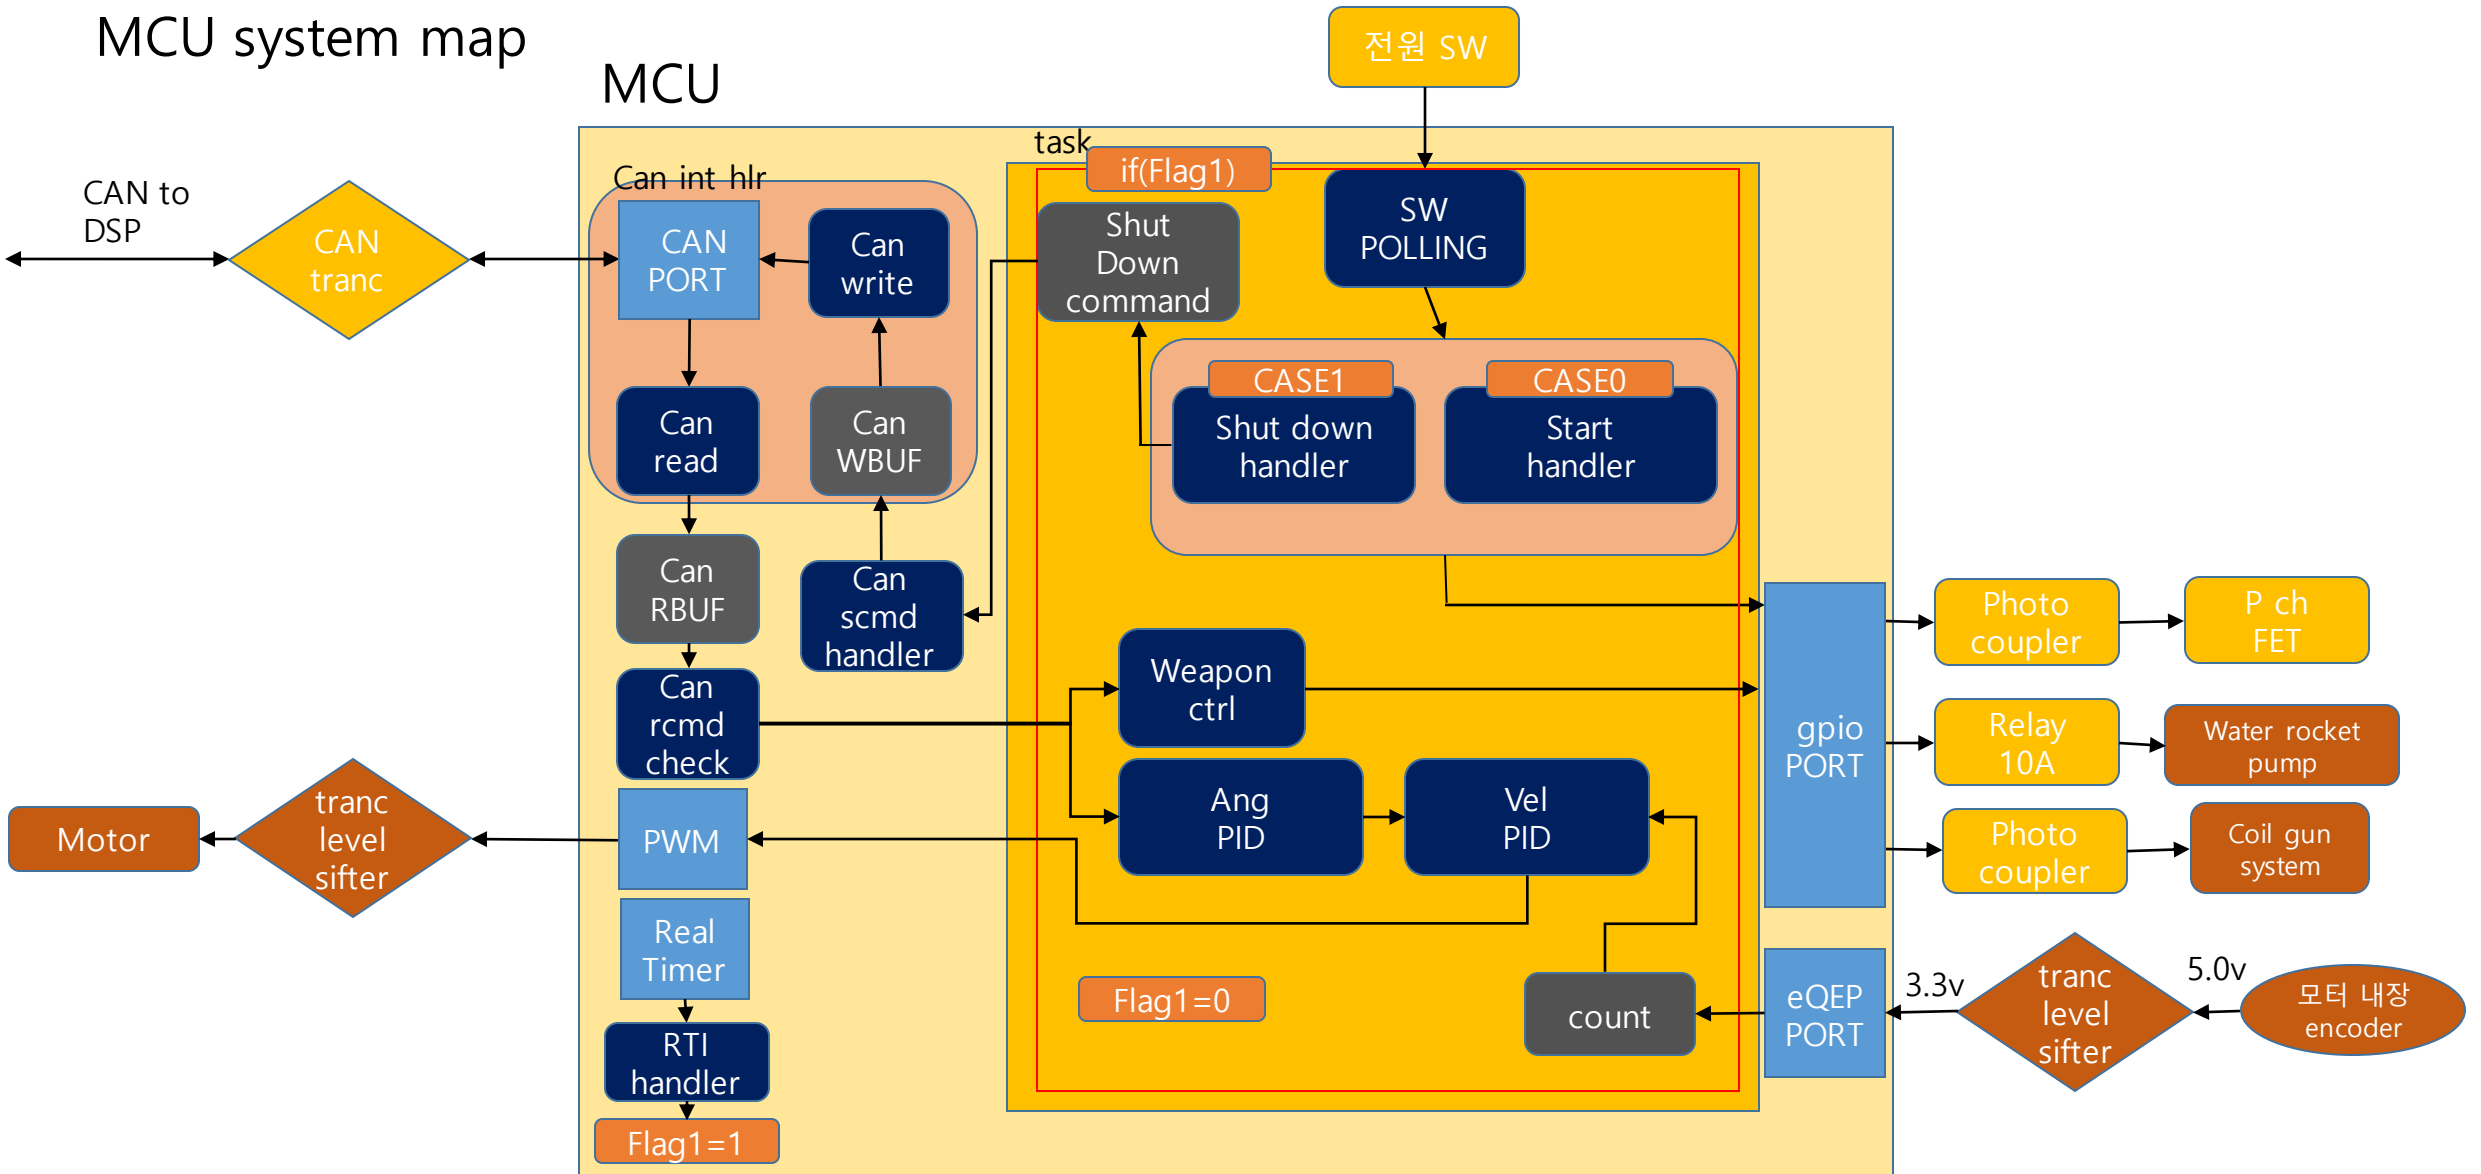 MCU system map
MCU
전원 SW
task
if(Flag1)
Can int hlr
CAN to
DSP
CAN
tranc
CAN
PORT
Can
write
Shut
Down
command
SW
POLLING
CASE1
CASE0
Can
read
Can
WBUF
Shut down
handler
Start
handler
Can
RBUF
Can
scmd
handler
Photo
coupler
P ch
FET
Can
rcmd
check
Weapon
ctrl
gpio
PORT
Relay
10A
Water rocket
pump
Motor
tranc
level
sifter
PWM
Ang
PID
Vel
PID
Photo
coupler
Coil gun
system
Real
Timer
Flag1=0
count
eQEP
PORT
3.3v
tranc
level
sifter
5.0v
모터 내장
encoder
RTI
handler
Flag1=1